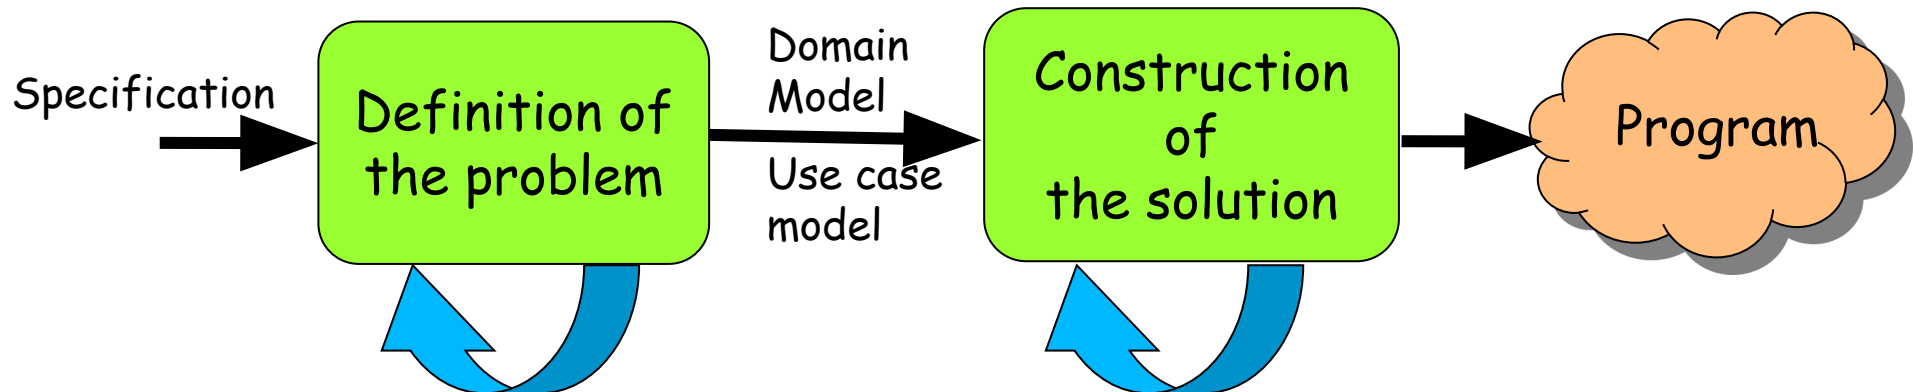 Specification
Definition of
the problem
Domain
Model
Use case
model
Construction
of
the solution
Program